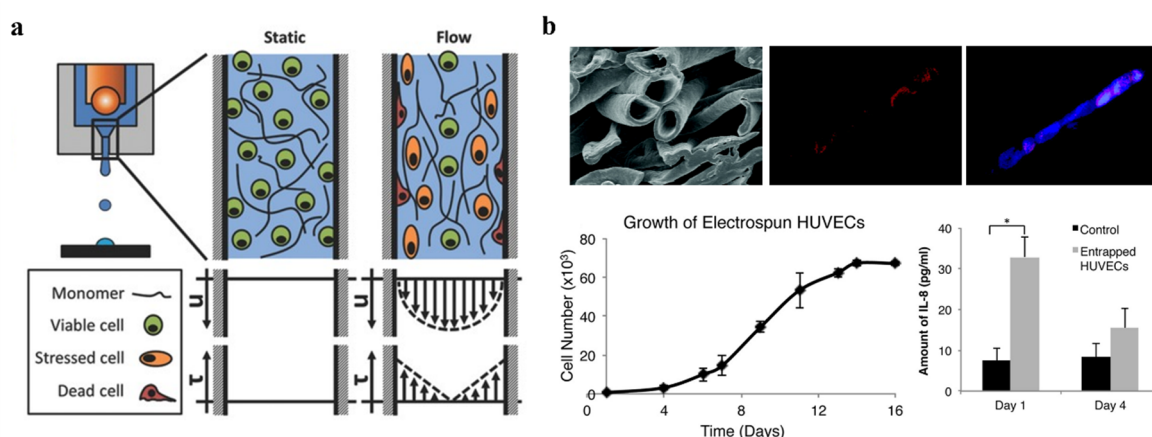 a
Static
Flow
Monomer
Viable cell
Stressed cell
Dead cell
u
τ
b
Growth of Electrospun HUVECs
Cell Number (x10³)
80
60
40
20
0
0
4
8
12
16
Time (Days)
Amount of IL-8 (pg/ml)
40
30
20
10
0
*
Control
Entrapped
HUVECs
Day 1
Day 4